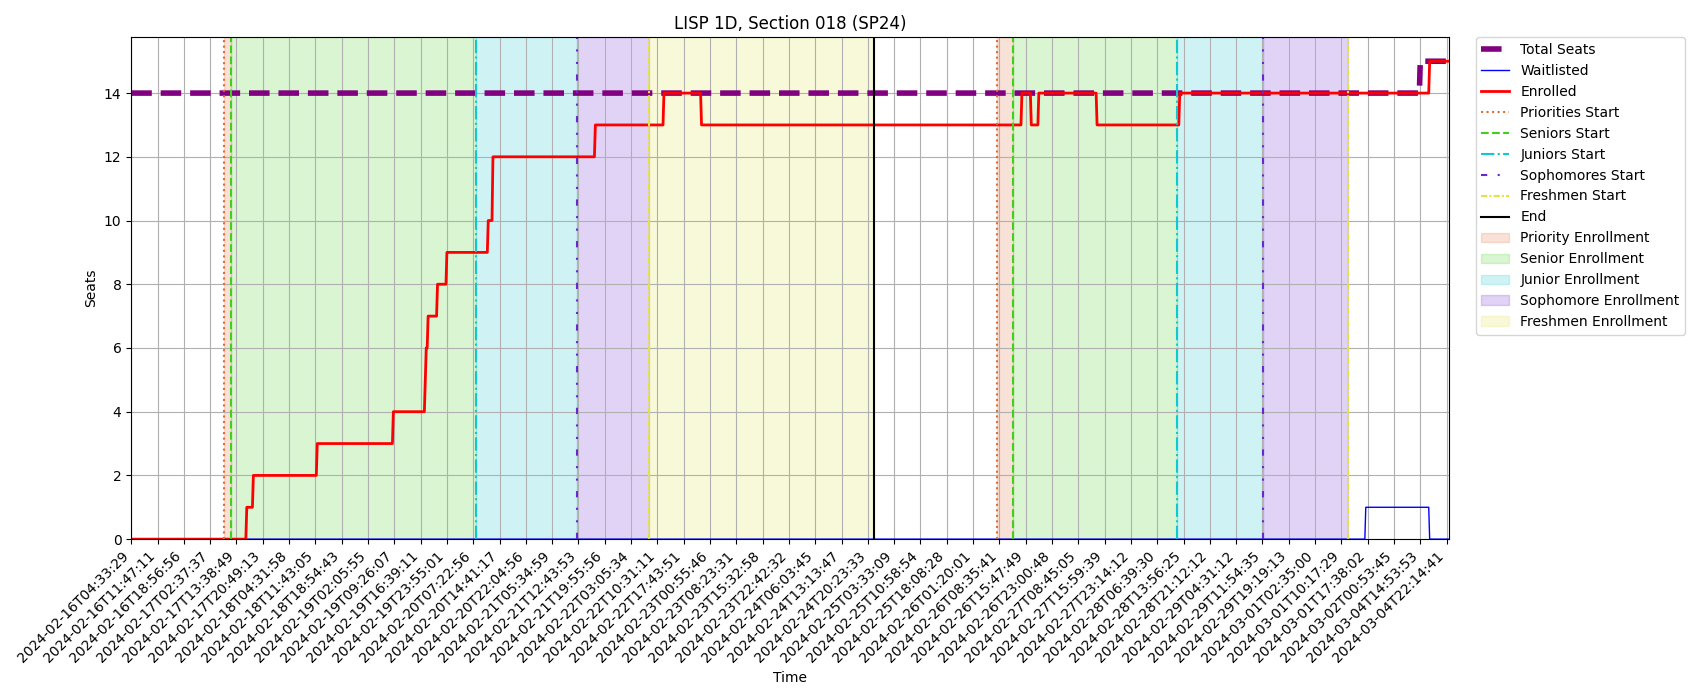 LISP 1D, Section 018 (SP24)
Total Seats
Waitlisted
Enrolled
Priorities Start
Seniors Start
Juniors Start
Sophomores Start
Freshmen Start
End
Priority Enrollment
Senior Enrollment
Junior Enrollment
Sophomore Enrollment
Freshmen Enrollment
Seats
14
12
10
8
6
4
2
0
2024-02-16T04:33:29
2024-02-16T11:47:11
2024-02-16T18:56:56
2024-02-17T02:37:37
2024-02-17T13:38:49
2024-02-17T20:49:13
2024-02-18T04:31:58
2024-02-18T11:43:05
2024-02-18T18:54:43
2024-02-19T02:05:55
2024-02-19T09:26:07
2024-02-19T16:39:11
2024-02-19T23:55:01
2024-02-20T07:22:56
2024-02-20T14:41:17
2024-02-20T22:04:56
2024-02-21T05:34:59
2024-02-21T12:43:53
2024-02-21T19:55:56
2024-02-22T03:05:34
2024-02-22T10:31:11
2024-02-22T17:43:51
2024-02-23T00:55:46
2024-02-23T08:23:31
2024-02-23T15:32:58
2024-02-23T22:42:32
2024-02-24T06:03:45
2024-02-24T13:13:47
2024-02-24T20:23:33
2024-02-25T03:33:09
2024-02-25T10:58:54
2024-02-25T18:08:28
2024-02-26T01:20:01
2024-02-26T08:35:41
2024-02-26T15:47:49
2024-02-26T23:00:48
2024-02-27T08:45:05
2024-02-27T15:59:39
2024-02-27T23:14:12
2024-02-28T06:39:30
2024-02-28T13:56:25
2024-02-28T21:12:12
2024-02-29T04:31:12
2024-02-29T11:54:35
2024-02-29T19:19:13
2024-03-01T02:35:00
2024-03-01T10:17:29
2024-03-01T17:38:02
2024-03-02T00:53:45
2024-03-04T14:53:53
2024-03-04T22:14:41
Time